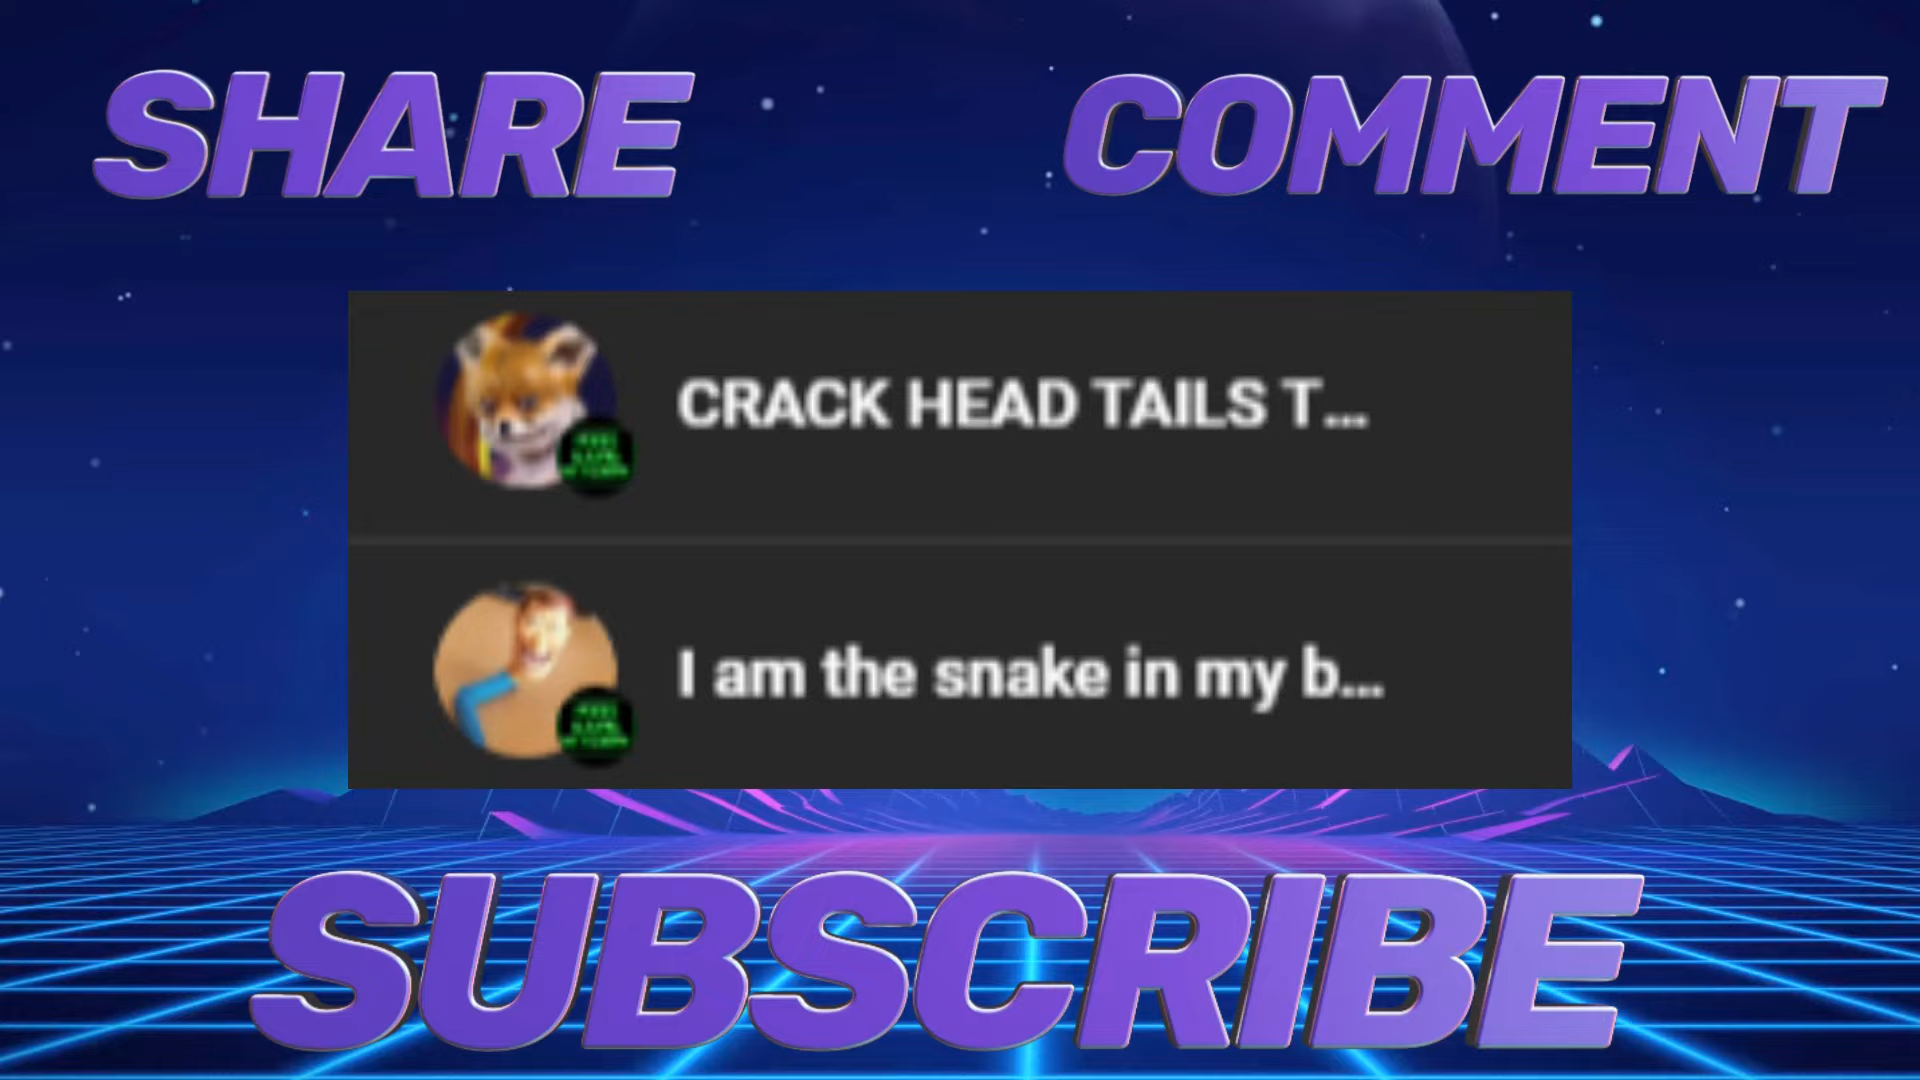 SHARE
COMMENT
CRACK HEAD TAILS T...
I am the snake in my b...
SUBSCRIBE